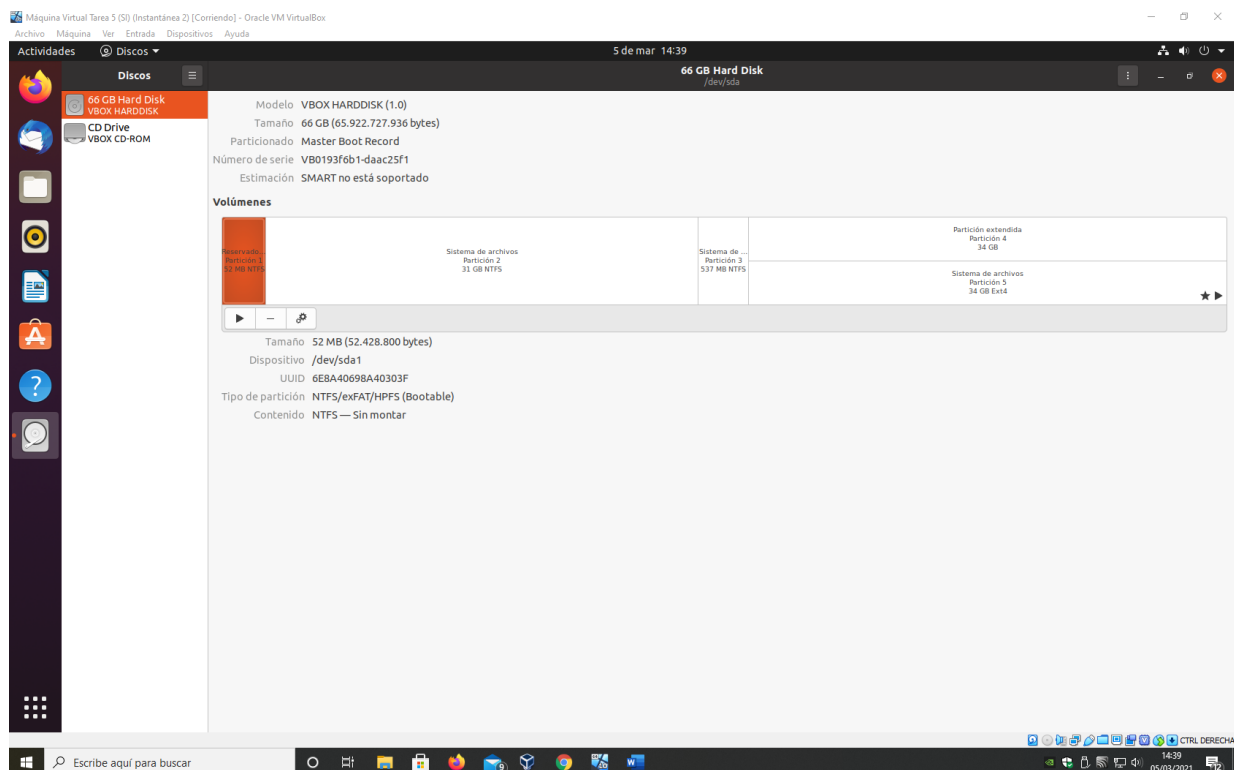 Máquina Virtual Tarea 5 (SI) (Instantánea 2) [Corriendo] - Oracle VM VirtualBox
Archivo Máquina Ver Entrada Dispositivos Ayuda
Actividades Discos 5 de mar 14:39
Discos
66 GB Hard Disk
/dev/sda
66 GB Hard Disk
VBOX HARDDISK
CD Drive
VBOX CD-ROM
Modelo VBOX HARDDISK (1.0)
Tamaño 66 GB (65.922.727.936 bytes)
Particionado Master Boot Record
Número de serie VB0193f6b1-daac25f1
Estimación SMART no está soportado
Volúmenes
Reservado...
Partición 1
52 MB NTFS
Sistema de archivos
Partición 2
31 GB NTFS
Sistema de ...
Partición 3
537 MB NTFS
Partición extendida
Partición 4
34 GB
Sistema de archivos
Partición 5
34 GB Ext4
Tamaño 52 MB (52.428.800 bytes)
Dispositivo /dev/sda1
UUID 6E8A40698A40303F
Tipo de partición NTFS/exFAT/HPFS (Bootable)
Contenido NTFS — Sin montar
CTRL DERECHA
Escribe aquí para buscar
14:39
05/03/2021